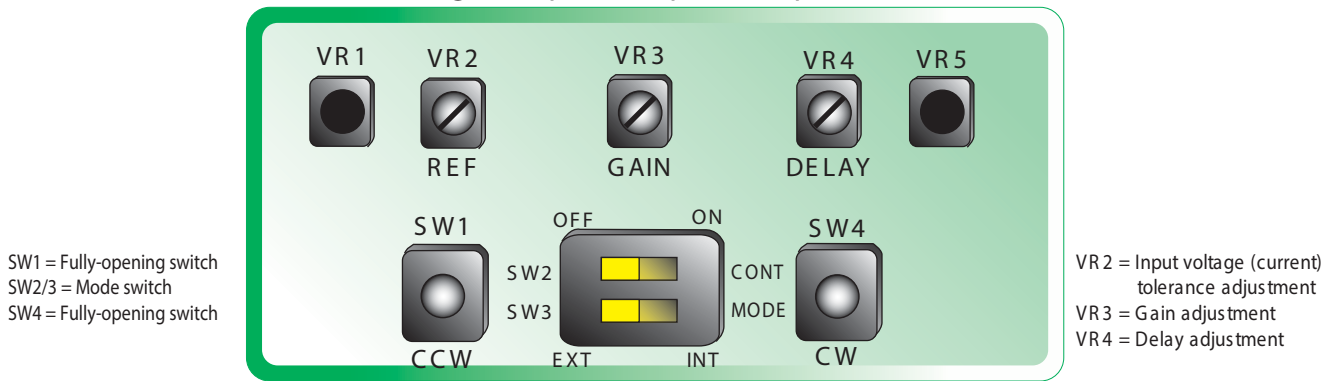 VR1 VR2 VR3 VR4 VR5
REF GAIN DELAY
SW1 OFF ON SW4
SW2 CONT
SW3 MODE
CCW EXT INT CW
SW1 = Fully-opening switch
SW2/3 = Mode switch
SW4 = Fully-opening switch
VR2 = Input voltage (current)
tolerance adjustment
VR3 = Gain adjustment
VR4 = Delay adjustment